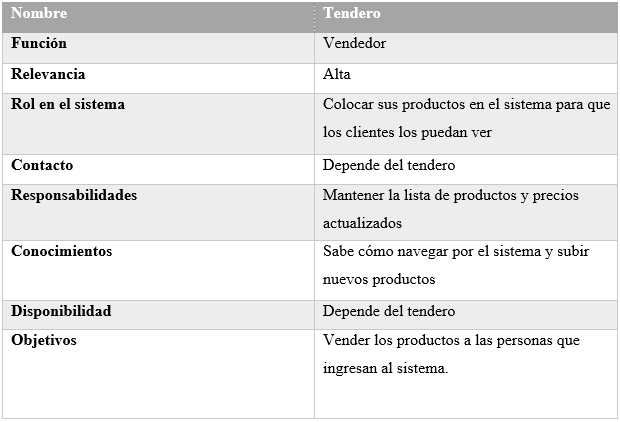 Nombre Tendero
Función Vendedor
Relevancia Alta
Rol en el sistema Colocar sus productos en el sistema para que
los clientes los puedan ver
Contacto Depende del tendero
Responsabilidades Mantener la lista de productos y precios
actualizados
Conocimientos Sabe cómo navegar por el sistema y subir
nuevos productos
Disponibilidad Depende del tendero
Objetivos Vender los productos a las personas que
ingresan al sistema.